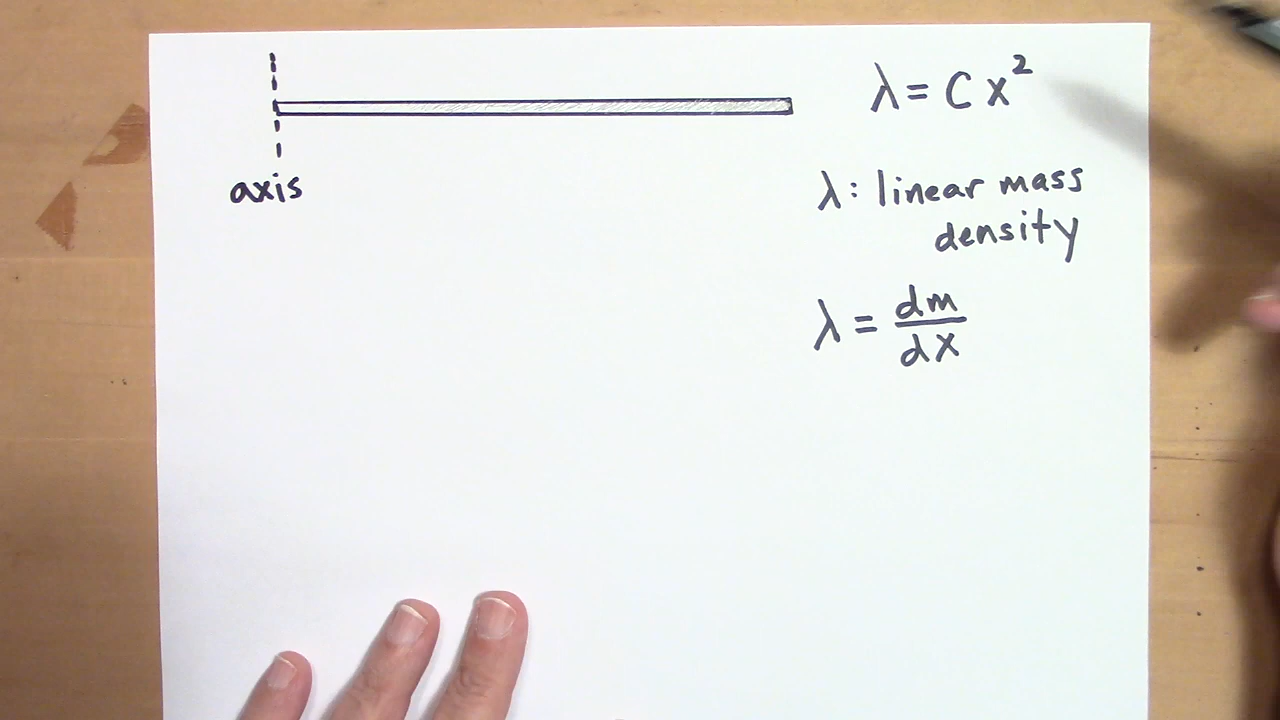 λ = C x²
axis
λ: linear mass
density
λ = dm/dx